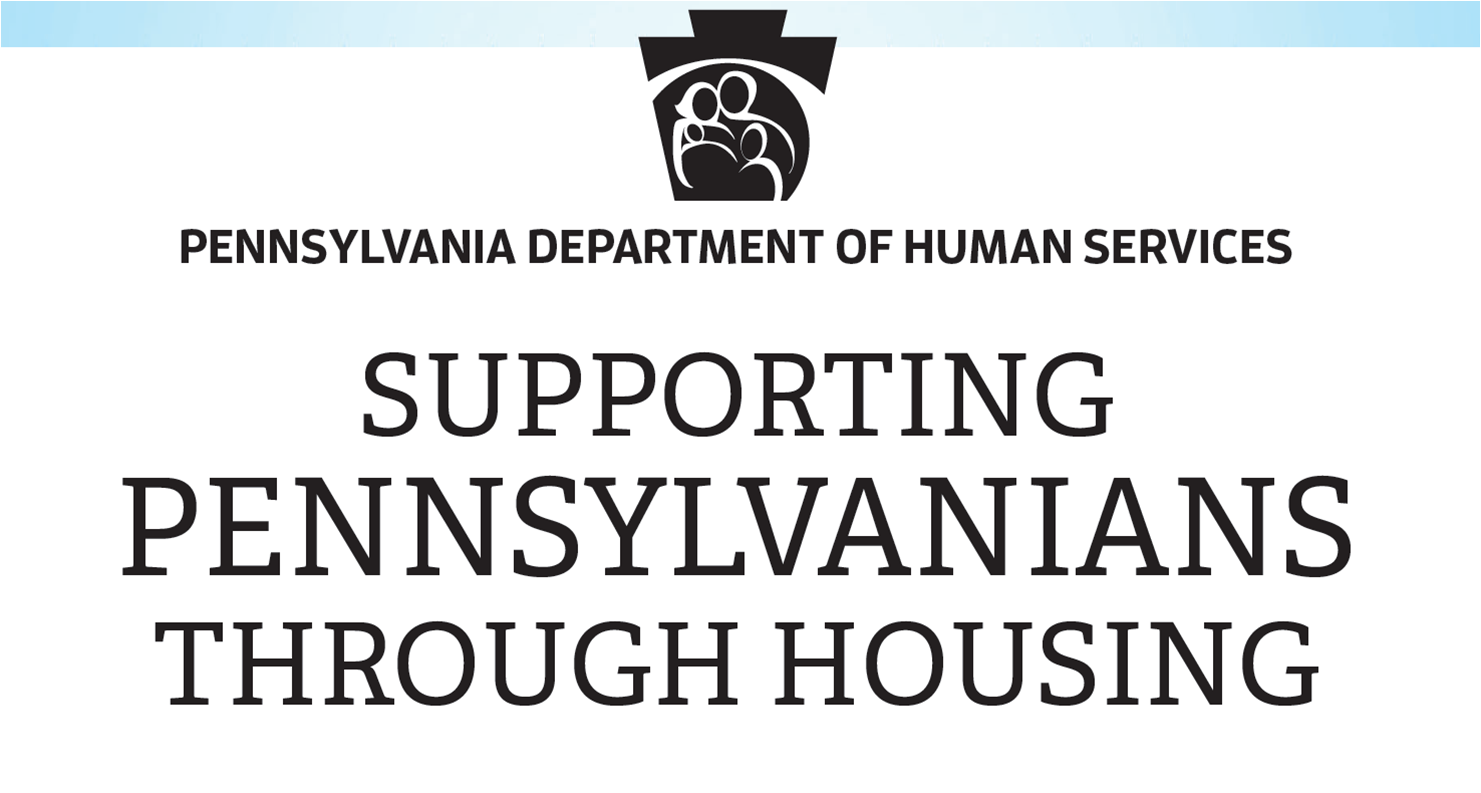 PENNSYLVANIA DEPARTMENT OF HUMAN SERVICES
SUPPORTING
PENNSYLVANIANS
THROUGH HOUSING